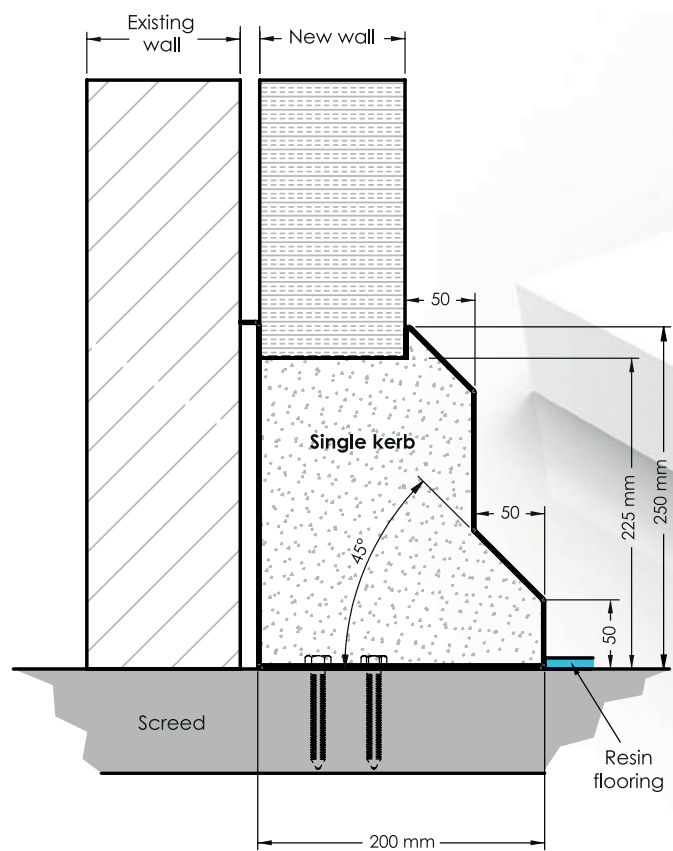 Existing
wall
New wall
50
Single kerb
225 mm
250 mm
50
45°
50
Screed
Resin
flooring
200 mm